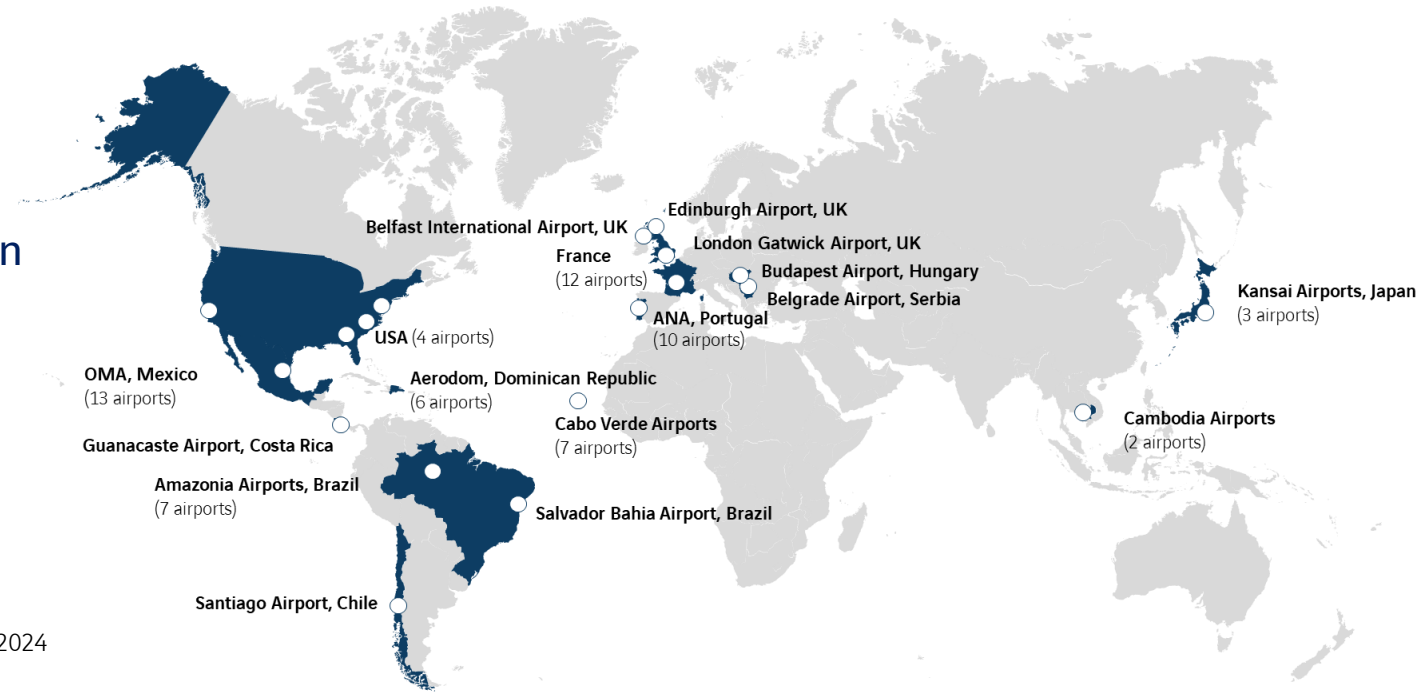 n
2024
Edinburgh Airport, UK
Belfast International Airport, UK
London Gatwick Airport, UK
France
(12 airports)
Budapest Airport, Hungary
Belgrade Airport, Serbia
ANA, Portugal
(10 airports)
Kansai Airports, Japan
(3 airports)
USA (4 airports)
OMA, Mexico
(13 airports)
Aerodom, Dominican Republic
(6 airports)
Cabo Verde Airports
(7 airports)
Cambodia Airports
(2 airports)
Guanacaste Airport, Costa Rica
Amazonia Airports, Brazil
(7 airports)
Salvador Bahia Airport, Brazil
Santiago Airport, Chile